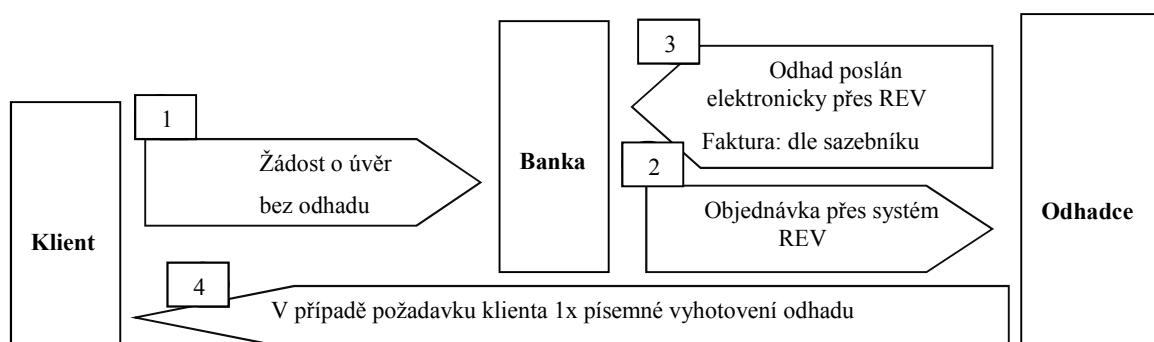 3
Odhad poslán
elektronicky přes REV
Faktura: dle sazebníku
1
Žádost o úvěr
bez odhadu
Banka
2
Objednávka přes systém
REV
Odhadce
Klient
4
V případě požadavku klienta 1x písemné vyhotovení odhadu